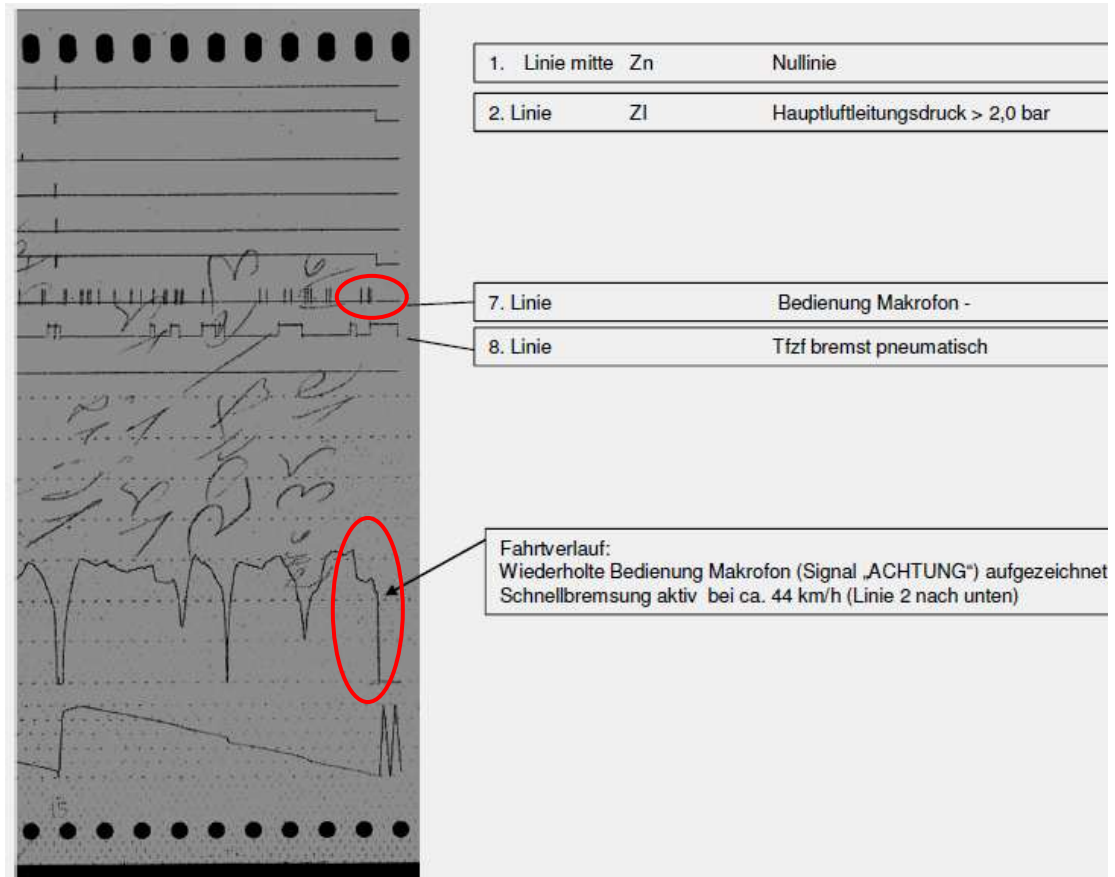 1. Linie mitte Zn Nullinie
2. Linie Zl Hauptluftleitungsdruck > 2,0 bar
7. Linie Bedienung Makrofon -
8. Linie Tfzf bremst pneumatisch
Fahrtverlauf:
Wiederholte Bedienung Makrofon (Signal „ACHTUNG“) aufgezeichnet
Schnellbremsung aktiv bei ca. 44 km/h (Linie 2 nach unten)
15